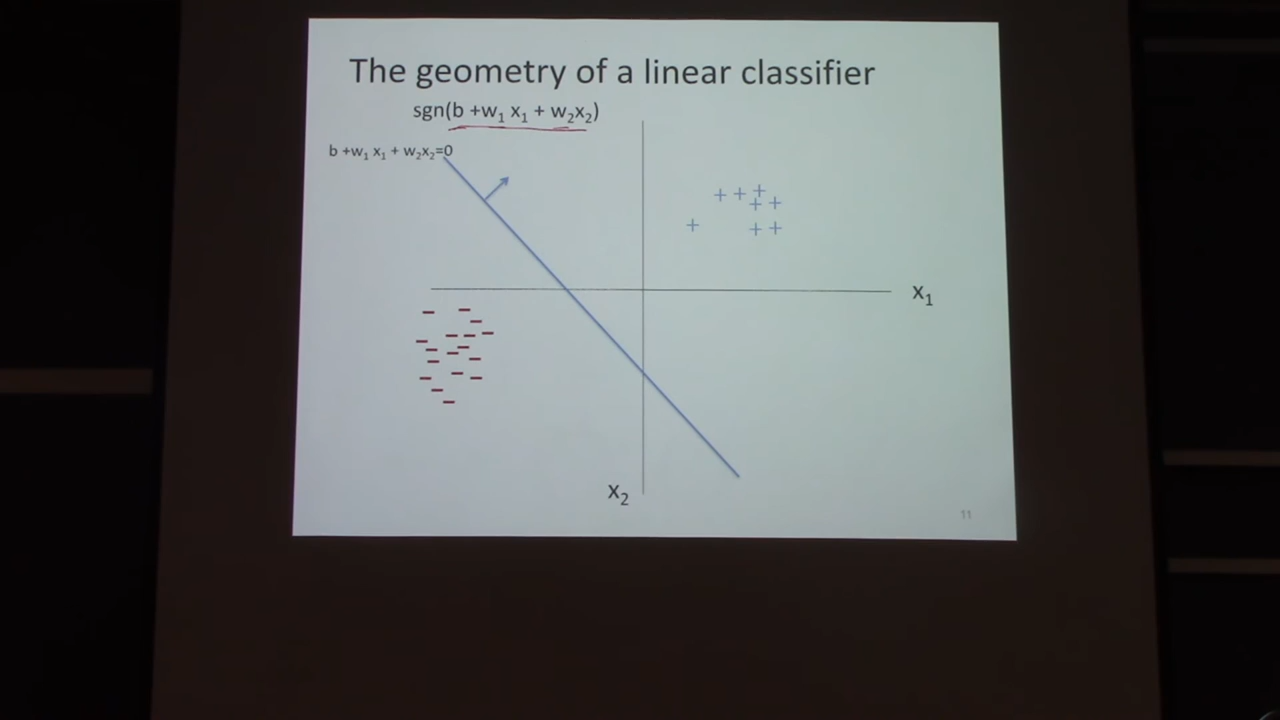 The geometry of a linear classifier
sgn(b +w₁ x₁ + w₂x₂)
b +w₁ x₁ + w₂x₂=0
x₁
x₂
11